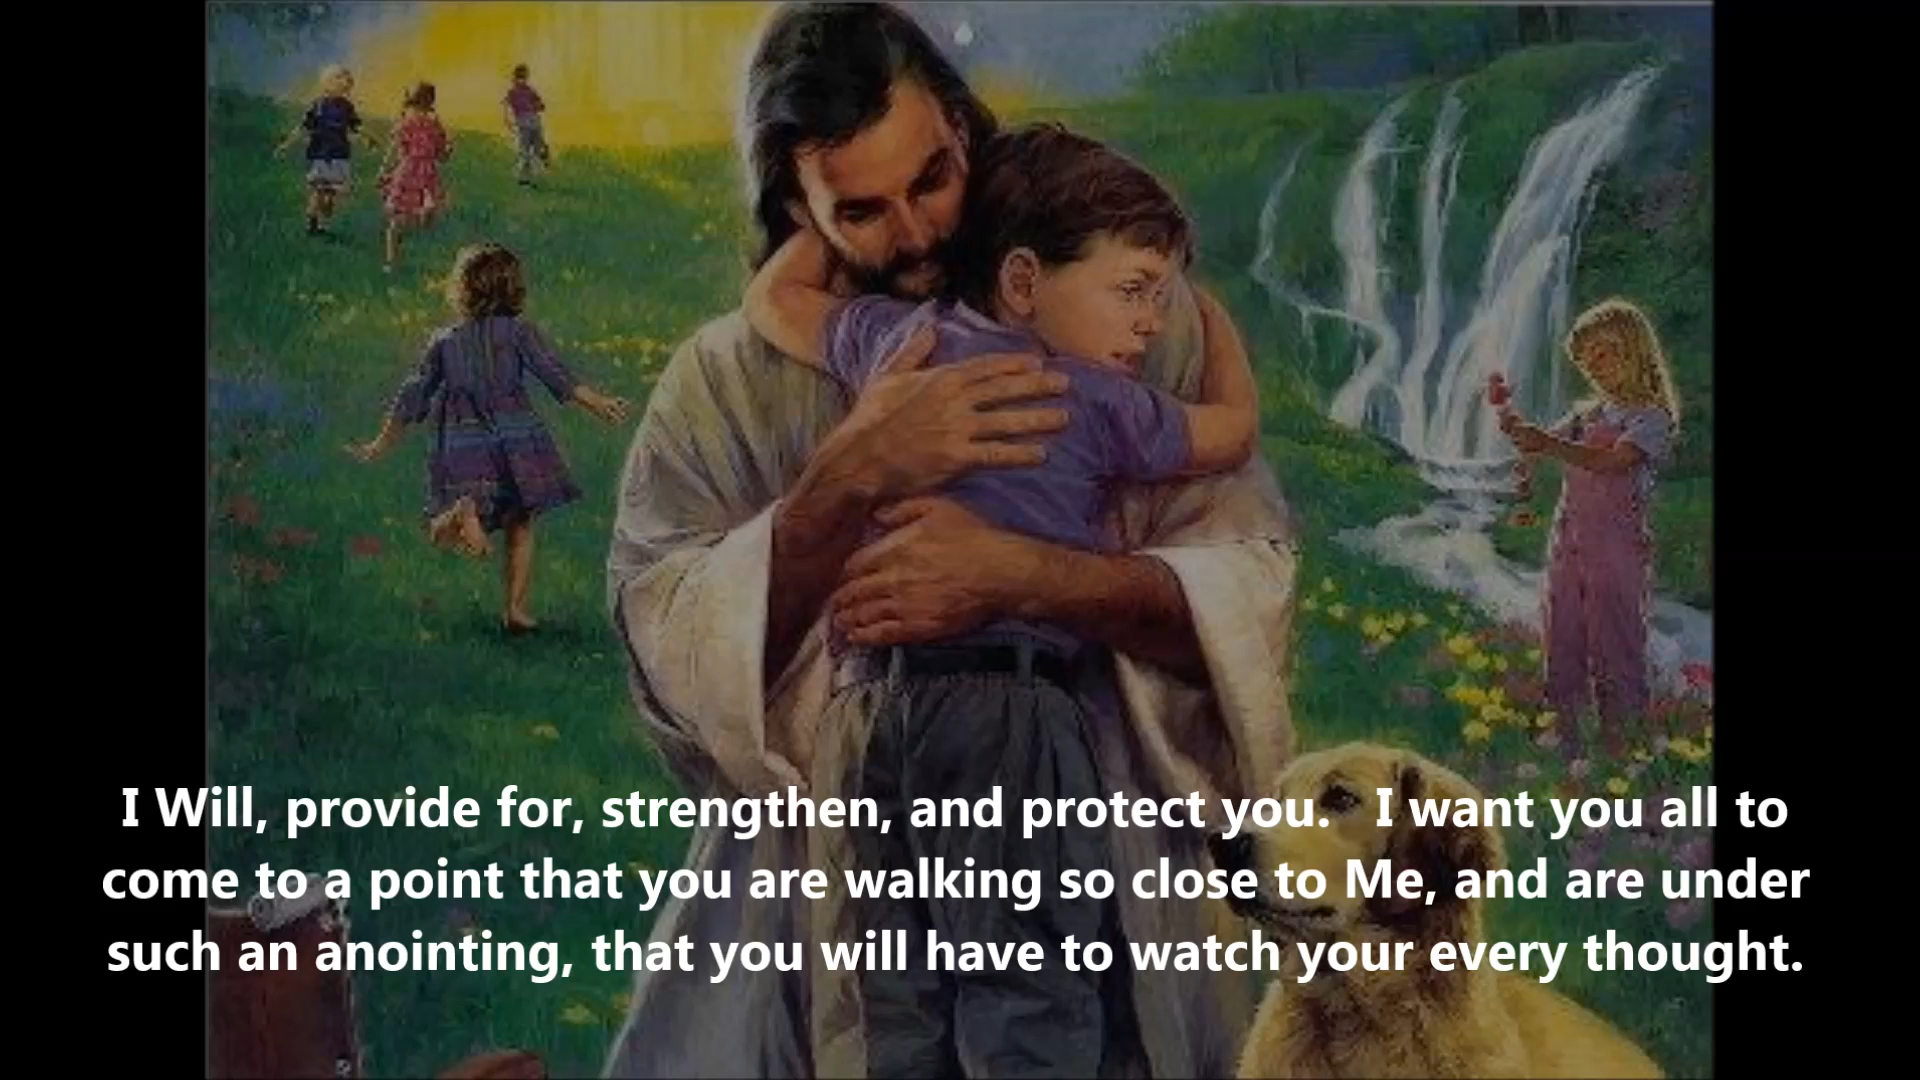 I Will, provide for, strengthen, and protect you.   I want you all to
come to a point that you are walking so close to Me, and are under
such an anointing, that you will have to watch your every thought.